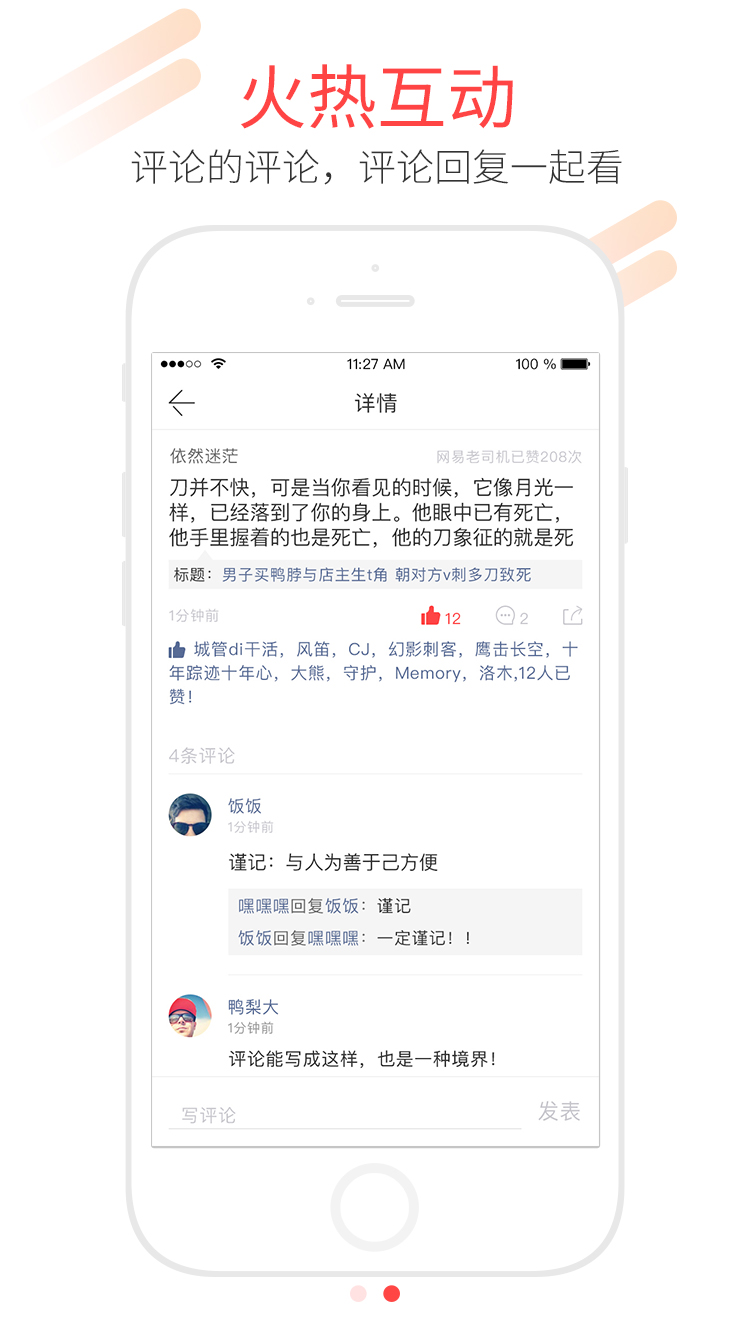 火热互动
评论的评论，评论回复一起看
11:27 AM
100 %
详情
依然迷茫
网易老司机已赞208次
刀并不快，可是当你看见的时候，它像月光一
样，已经落到了你的身上。他眼中已有死亡，
他手里握着的也是死亡，他的刀象征的就是死
标题：男子买鸭脖与店主生t角 朝对方v刺多刀致死
1分钟前
12
2
城管di干活，风笛，CJ，幻影刺客，鹰击长空，十
年踪迹十年心，大熊，守护，Memory，洛木,12人已
赞！
4条评论
饭饭
1分钟前
谨记：与人为善于己方便
嘿嘿嘿回复饭饭：谨记
饭饭回复嘿嘿嘿：一定谨记！！
鸭梨大
1分钟前
评论能写成这样，也是一种境界！
写评论
发表